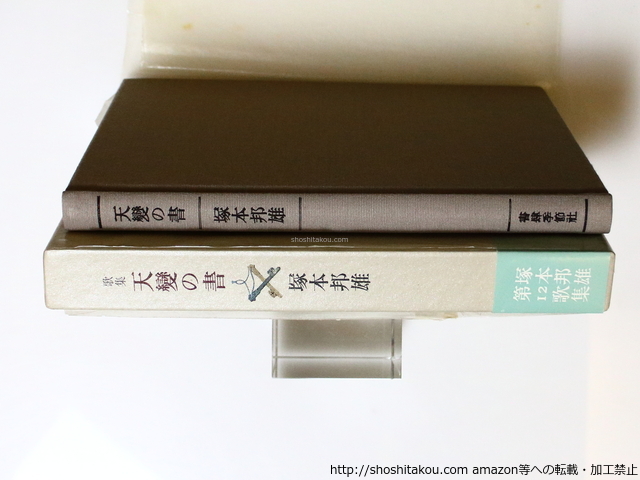 天變の書
塚本邦雄
書肆季節社
shoshitakou.com
歌集
天變の書
塚本邦雄
塚本邦雄
第12歌集
http://shoshitakou.com amazon等への転載・加工禁止